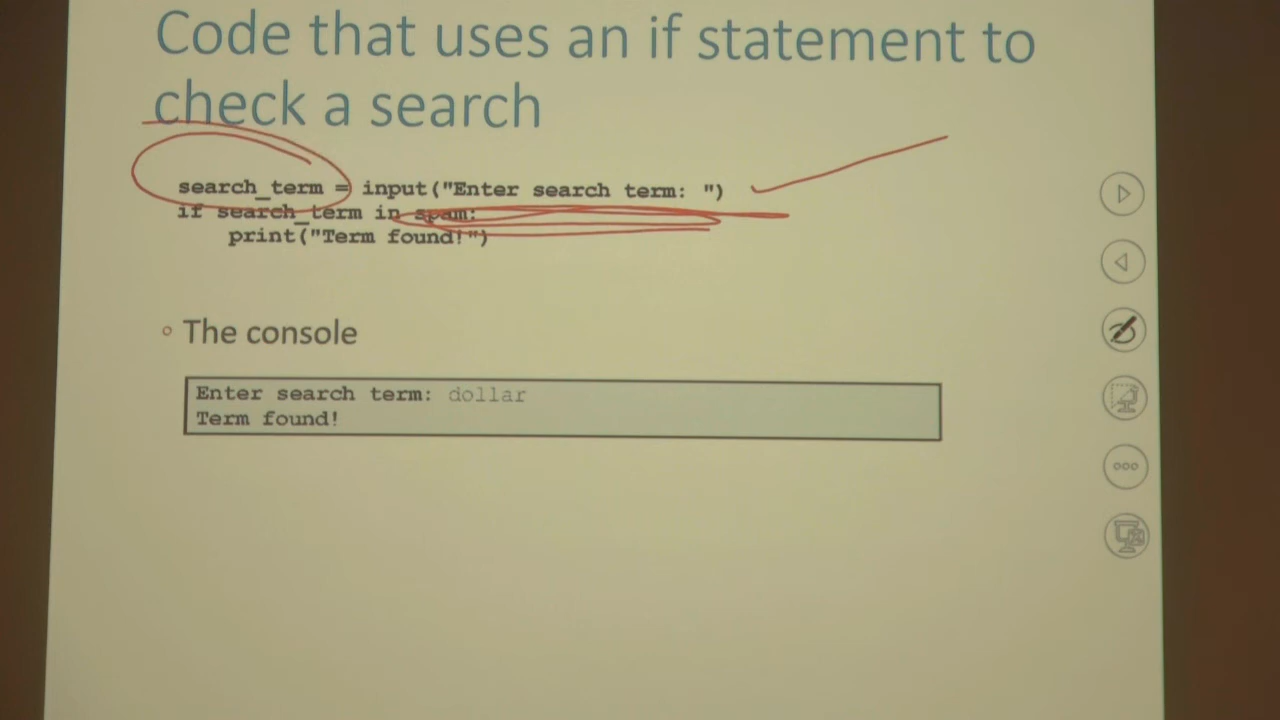 Code that uses an if statement to
check a search
search_term = input("Enter search term: ")
if search_term in spam:
print("Term found!")
The console
Enter search term: dollar
Term found!